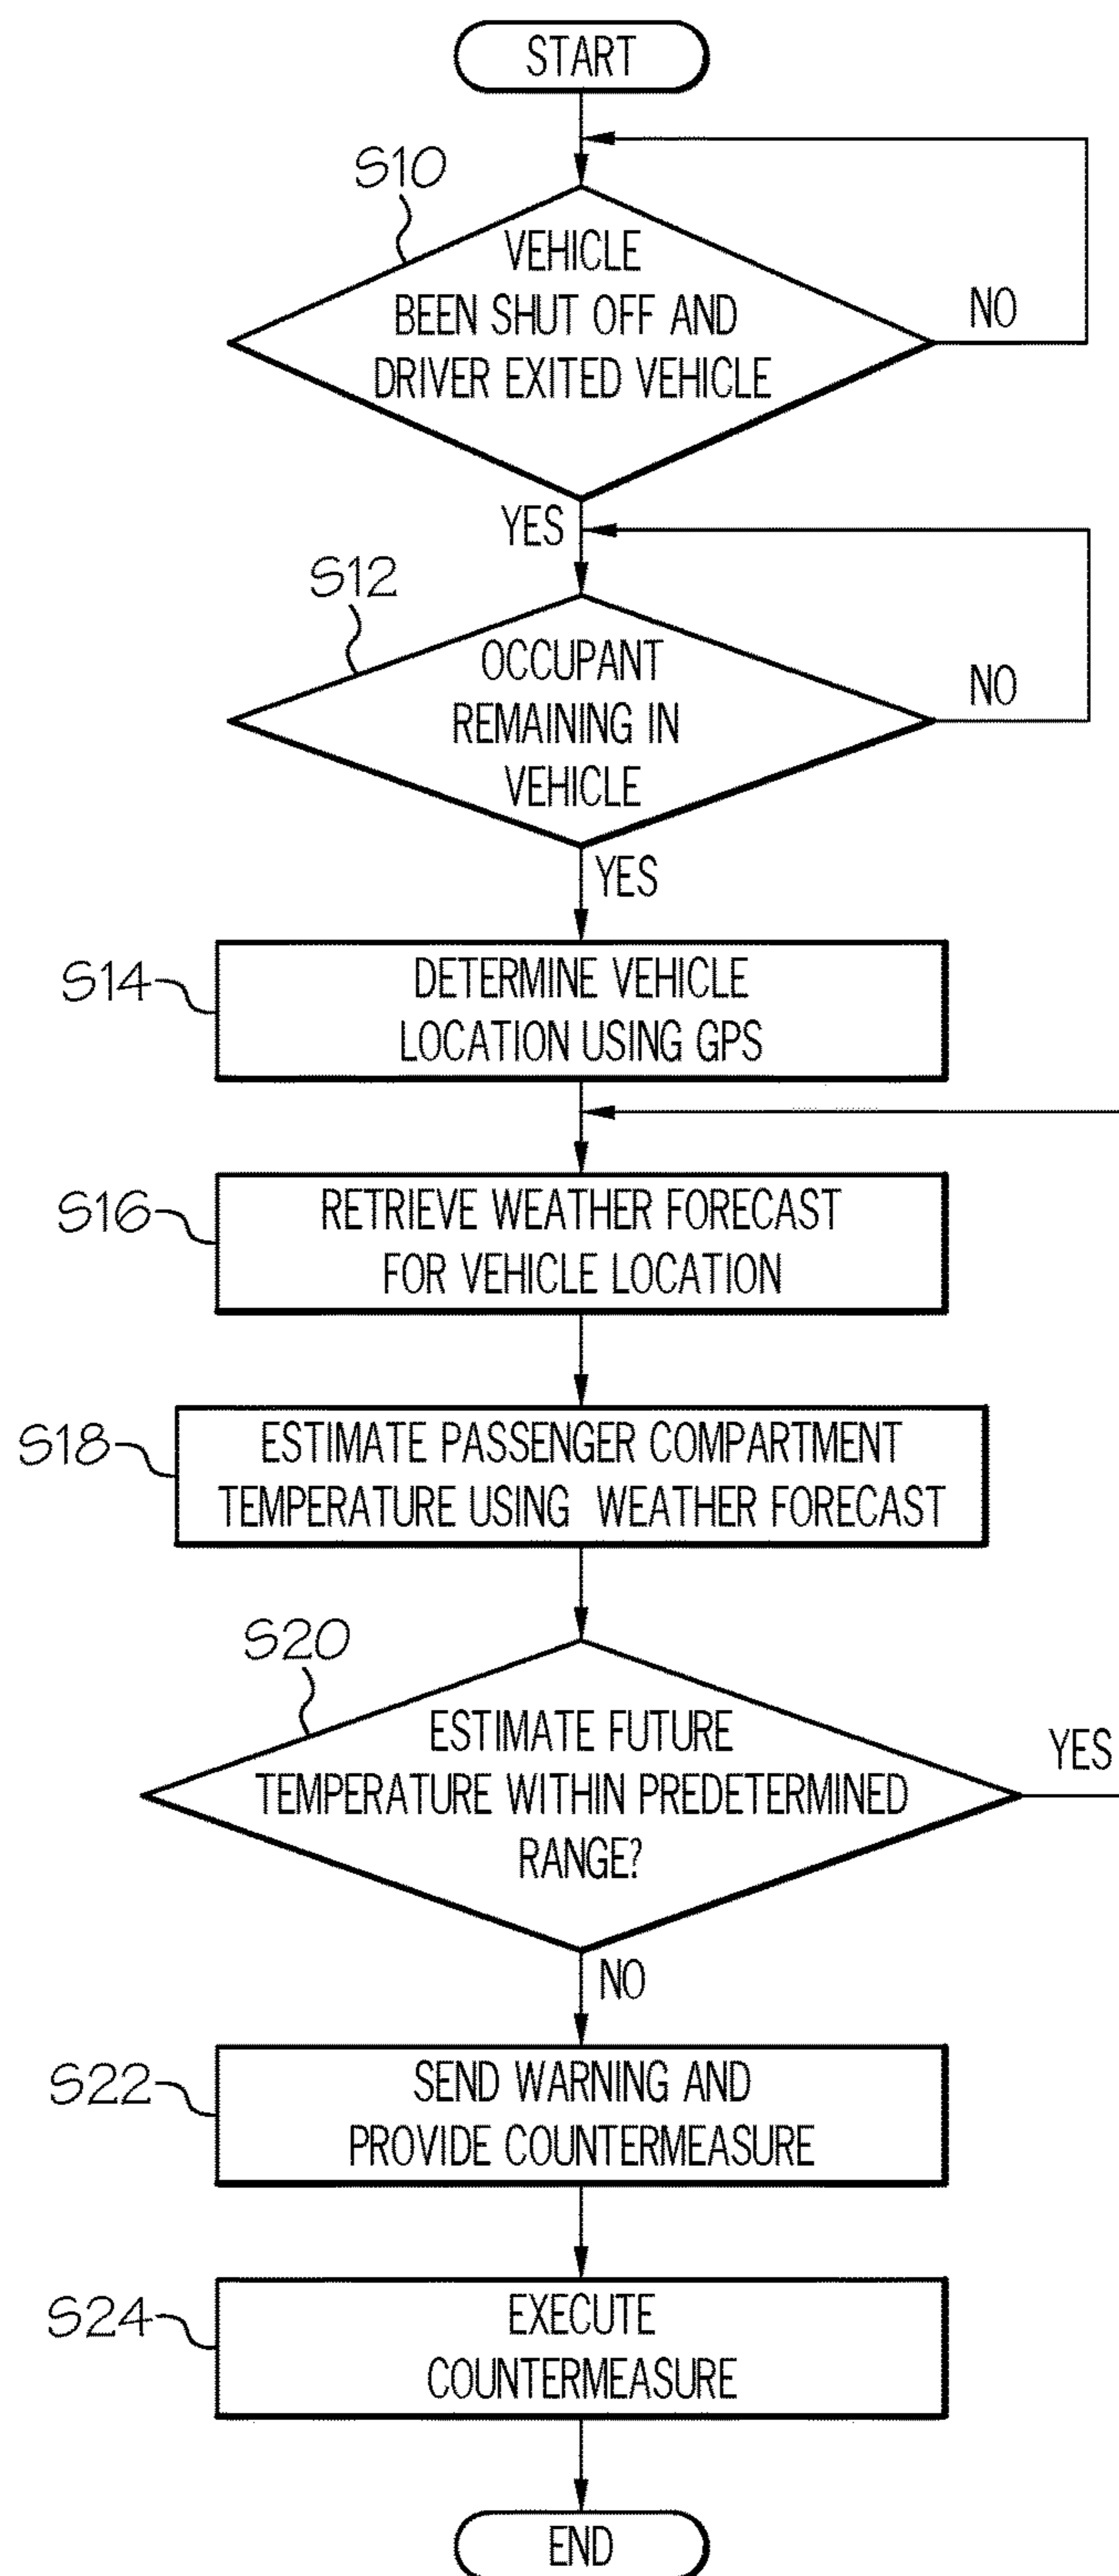 START
S10
VEHICLE
BEEN SHUT OFF AND
DRIVER EXITED VEHICLE
NO
YES
S12
OCCUPANT
REMAINING IN
VEHICLE
NO
YES
S14
DETERMINE VEHICLE
LOCATION USING GPS
S16
RETRIEVE WEATHER FORECAST
FOR VEHICLE LOCATION
S18
ESTIMATE PASSENGER COMPARTMENT
TEMPERATURE USING WEATHER FORECAST
S20
ESTIMATE FUTURE
TEMPERATURE WITHIN PREDETERMINED
RANGE?
YES
NO
S22
SEND WARNING AND
PROVIDE COUNTERMEASURE
S24
EXECUTE
COUNTERMEASURE
END